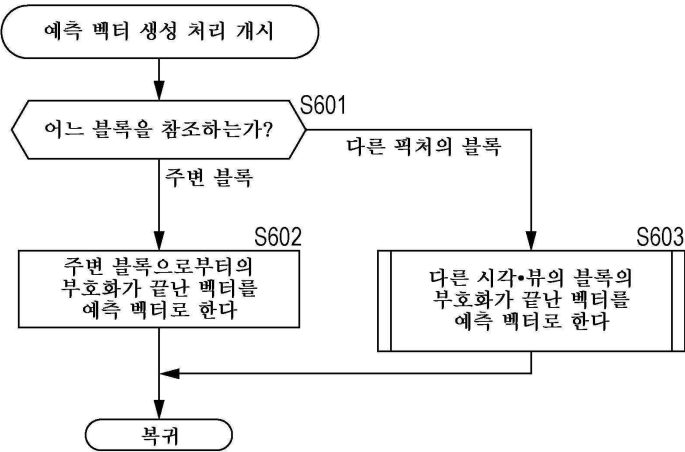 예측 벡터 생성 처리 개시
S601
어느 블록을 참조하는가?
다른 픽처의 블록
주변 블록
S602
주변 블록으로부터의
부호화가 끝난 벡터를
예측 벡터로 한다
S603
다른 시각•뷰의 블록의
부호화가 끝난 벡터를
예측 벡터로 한다
복귀